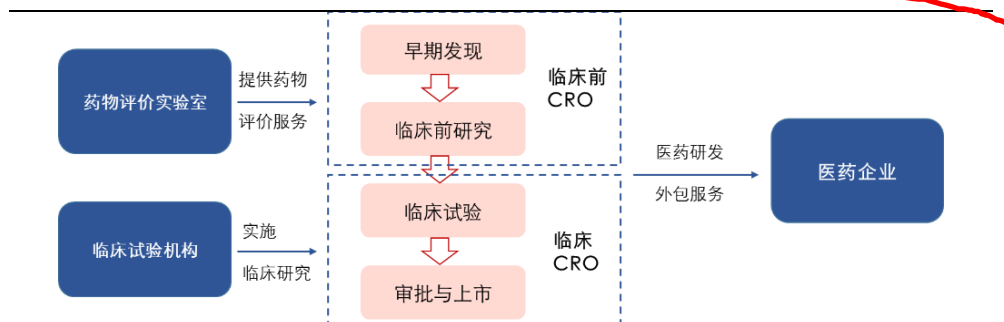 药物评价实验室
提供药物
评价服务
早期发现
临床前研究
临床前
CRO
临床试验机构
实施
临床研究
临床试验
审批与上市
临床
CRO
医药研发
外包服务
医药企业